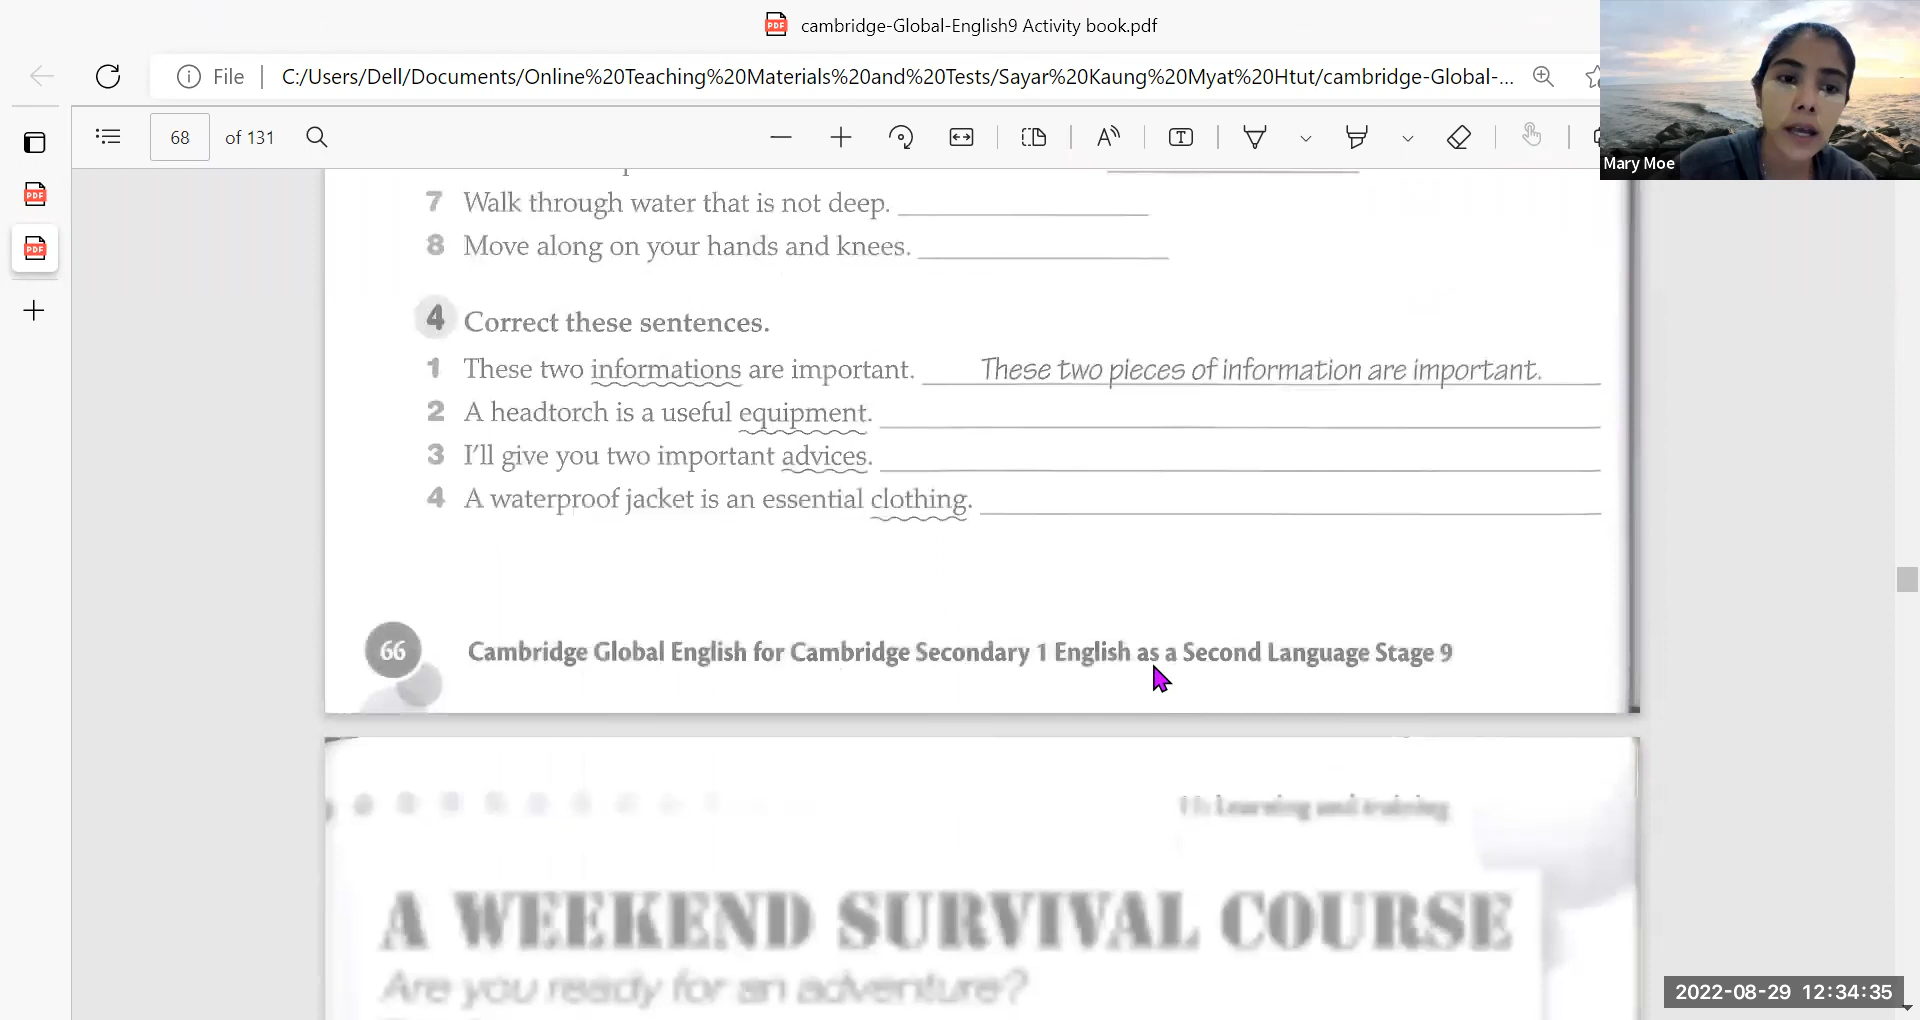 cambridge-Global-English9 Activity book.pdf
File
C:/Users/Dell/Documents/Online%20Teaching%20Materials%20and%20Tests/Sayar%20Kaung%20Myat%20Htut/cambridge-Global-...
68 of 131
Mary Moe
7 Walk through water that is not deep.
8 Move along on your hands and knees.
4 Correct these sentences.
1 These two informations are important. These two pieces of information are important.
2 A headtorch is a useful equipment.
3 I'll give you two important advices.
4 A waterproof jacket is an essential clothing.
66 Cambridge Global English for Cambridge Secondary 1 English as a Second Language Stage 9
11: Learning and training
A WEEKEND SURVIVAL COURSE
Are you ready for an adventure?
2022-08-29 12:34:35